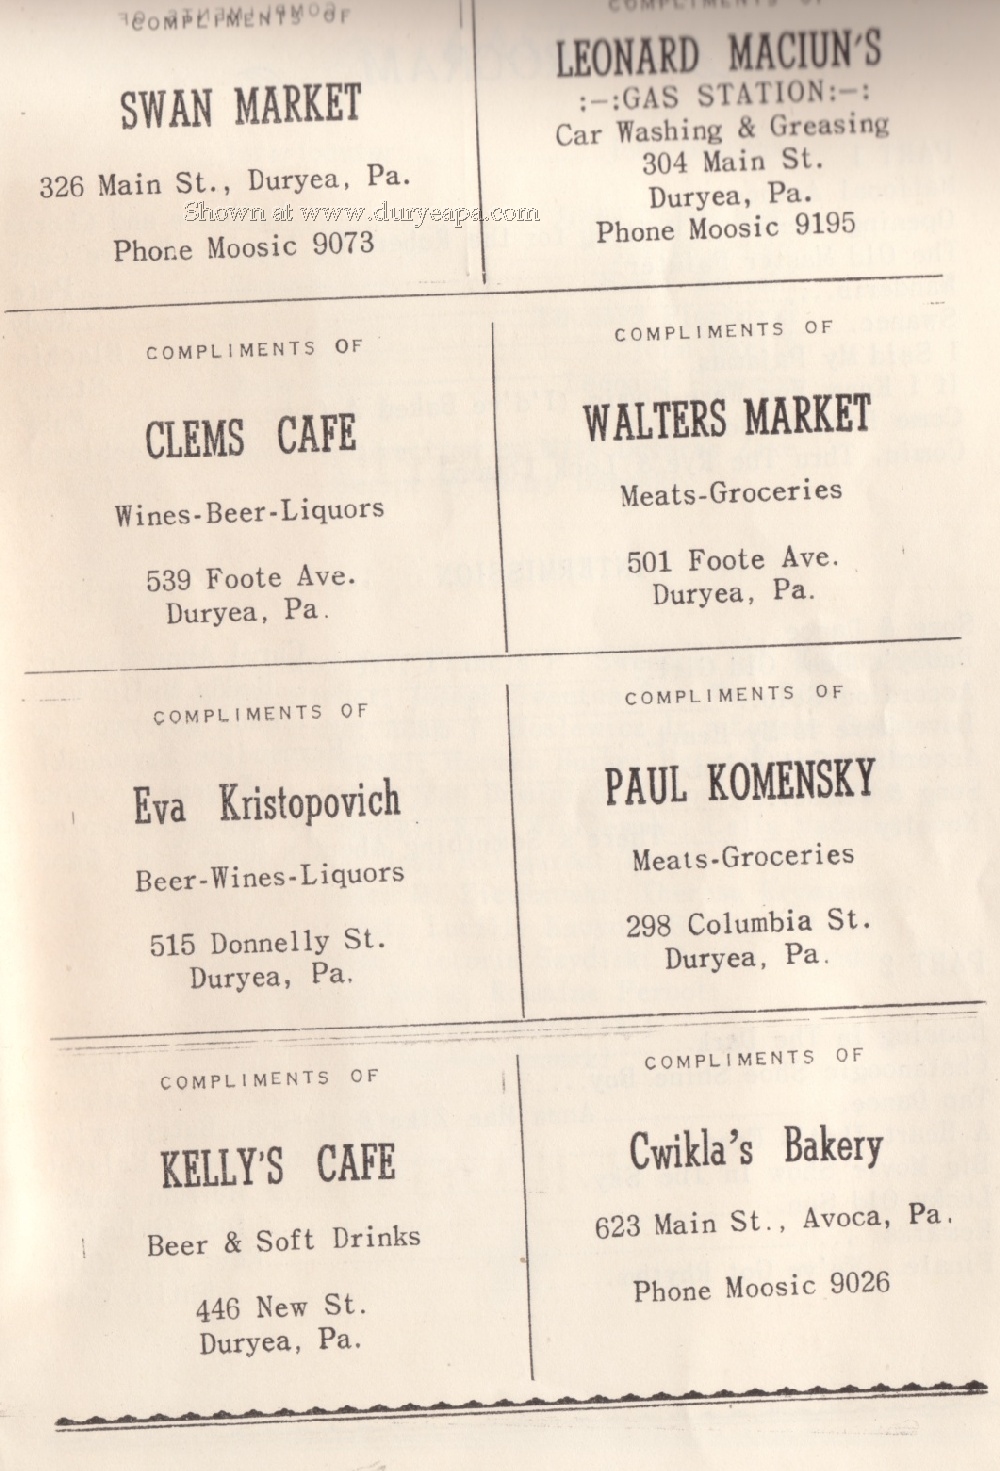 COMPLIMENTS OF
SWAN MARKET
326 Main St., Duryea, Pa.
Phone Moosic 9073
COMPLIMENTS OF
LEONARD MACIUN'S
:-:GAS STATION:-:
Car Washing & Greasing
304 Main St.
Duryea, Pa.
Phone Moosic 9195
Shown at www.duryeapa.com
COMPLIMENTS OF
CLEMS CAFE
Wines-Beer-Liquors
539 Foote Ave.
Duryea, Pa.
COMPLIMENTS OF
WALTERS MARKET
Meats-Groceries
501 Foote Ave.
Duryea, Pa.
COMPLIMENTS OF
Eva Kristopovich
Beer-Wines-Liquors
515 Donnelly St.
Duryea, Pa.
COMPLIMENTS OF
PAUL KOMENSKY
Meats-Groceries
298 Columbia St.
Duryea, Pa.
COMPLIMENTS OF
KELLY'S CAFE
Beer & Soft Drinks
446 New St.
Duryea, Pa.
COMPLIMENTS OF
Cwikla's Bakery
623 Main St., Avoca, Pa.
Phone Moosic 9026